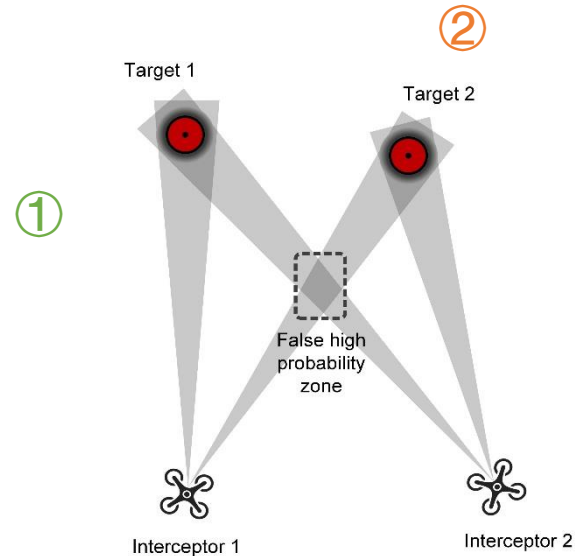 ②
Target 1
Target 2
①
False high
probability
zone
Interceptor 1
Interceptor 2